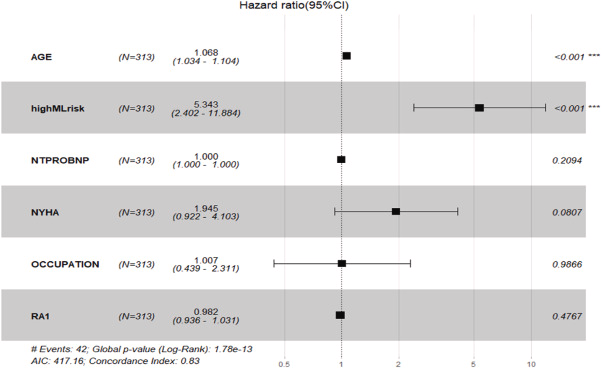 Hazard ratio(95%CI)
AGE (N=313) 1.068 <0.001 ***
(1.034 - 1.104)
highMLrisk (N=313) 5.343 <0.001 ***
(2.402 - 11.884)
NTPROBNP (N=313) 1.000 0.2094
(1.000 - 1.000)
NYHA (N=313) 1.945 0.0807
(0.922 - 4.103)
OCCUPATION (N=313) 1.007 0.9866
(0.439 - 2.311)
RA1 (N=313) 0.982 0.4767
(0.936 - 1.031)
# Events: 42; Global p-value (Log-Rank): 1.78e-13
AIC: 417.16; Concordance Index: 0.83
0.5 1 2 5 10